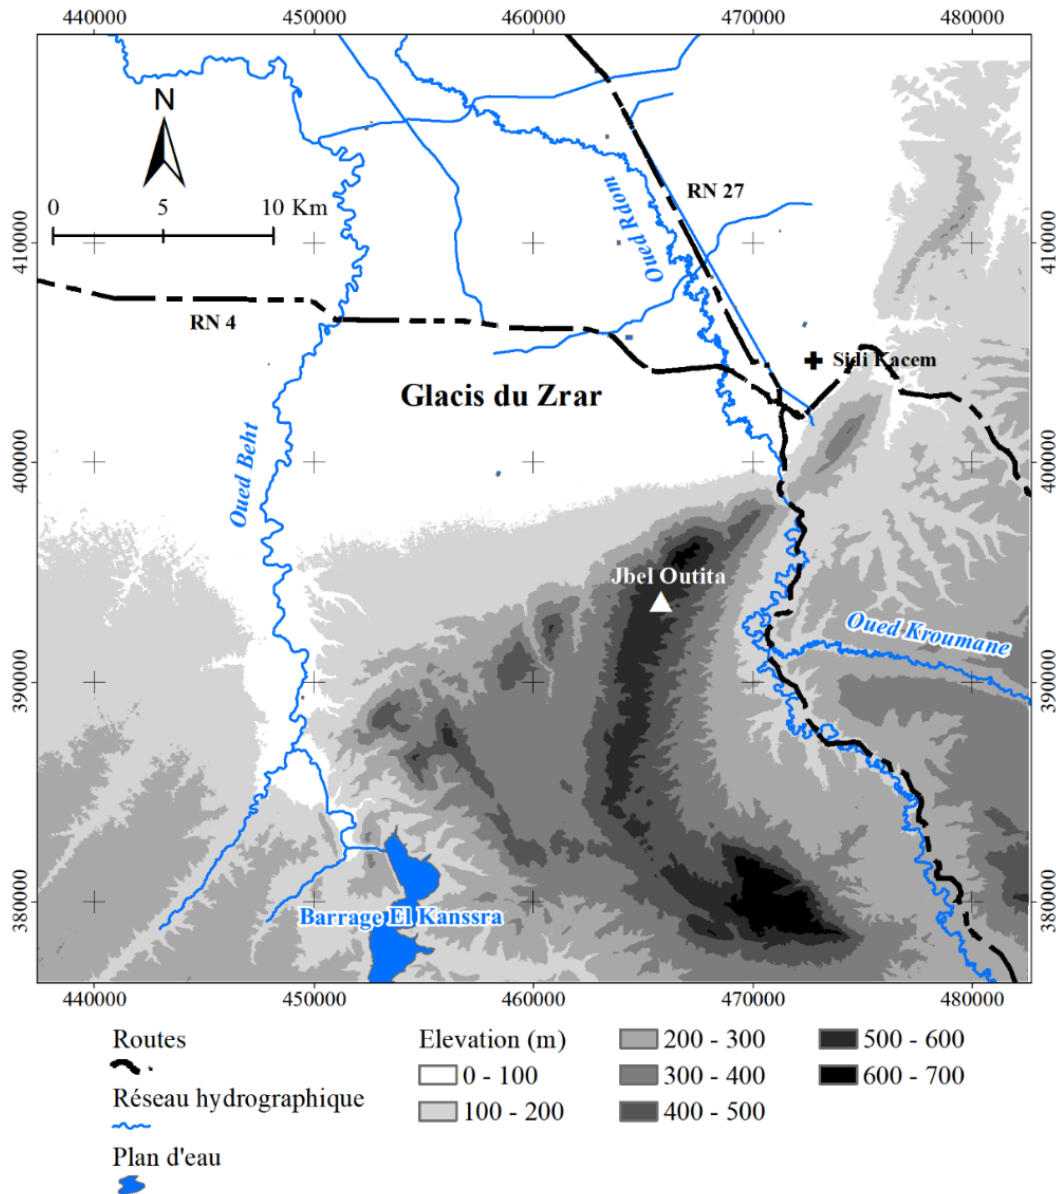 440000 450000 460000 470000 480000
N
0 5 10 Km
RN 27
Oued Rdom
410000 410000
RN 4
Sidi Kacem
Glacis du Zrar
Oued Beht
400000 400000
Jbel Outita
Oued Kroumane
390000 390000
380000 380000
Barrage El Kanssra
440000 450000 460000 470000 480000
Routes
Réseau hydrographique
Plan d'eau
Elevation (m)
0 - 100
100 - 200
200 - 300
300 - 400
400 - 500
500 - 600
600 - 700